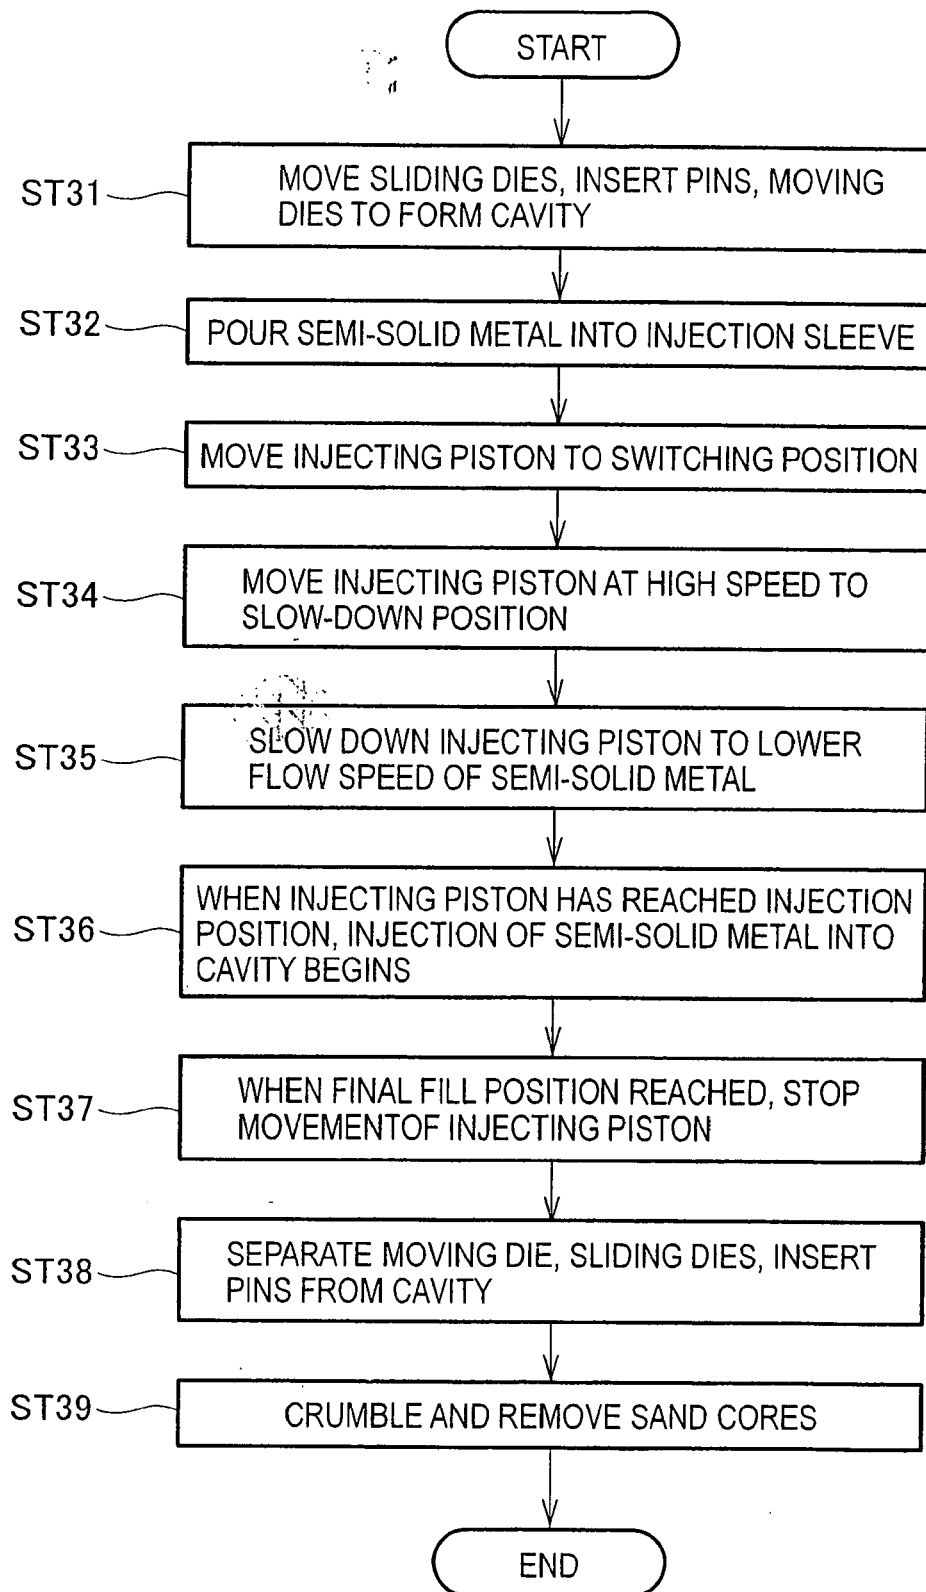 START
ST31
MOVE SLIDING DIES, INSERT PINS, MOVING
DIES TO FORM CAVITY
ST32
POUR SEMI-SOLID METAL INTO INJECTION SLEEVE
ST33
MOVE INJECTING PISTON TO SWITCHING POSITION
ST34
MOVE INJECTING PISTON AT HIGH SPEED TO
SLOW-DOWN POSITION
ST35
SLOW DOWN INJECTING PISTON TO LOWER
FLOW SPEED OF SEMI-SOLID METAL
ST36
WHEN INJECTING PISTON HAS REACHED INJECTION
POSITION, INJECTION OF SEMI-SOLID METAL INTO
CAVITY BEGINS
ST37
WHEN FINAL FILL POSITION REACHED, STOP
MOVEMENTOF INJECTING PISTON
ST38
SEPARATE MOVING DIE, SLIDING DIES, INSERT
PINS FROM CAVITY
ST39
CRUMBLE AND REMOVE SAND CORES
END